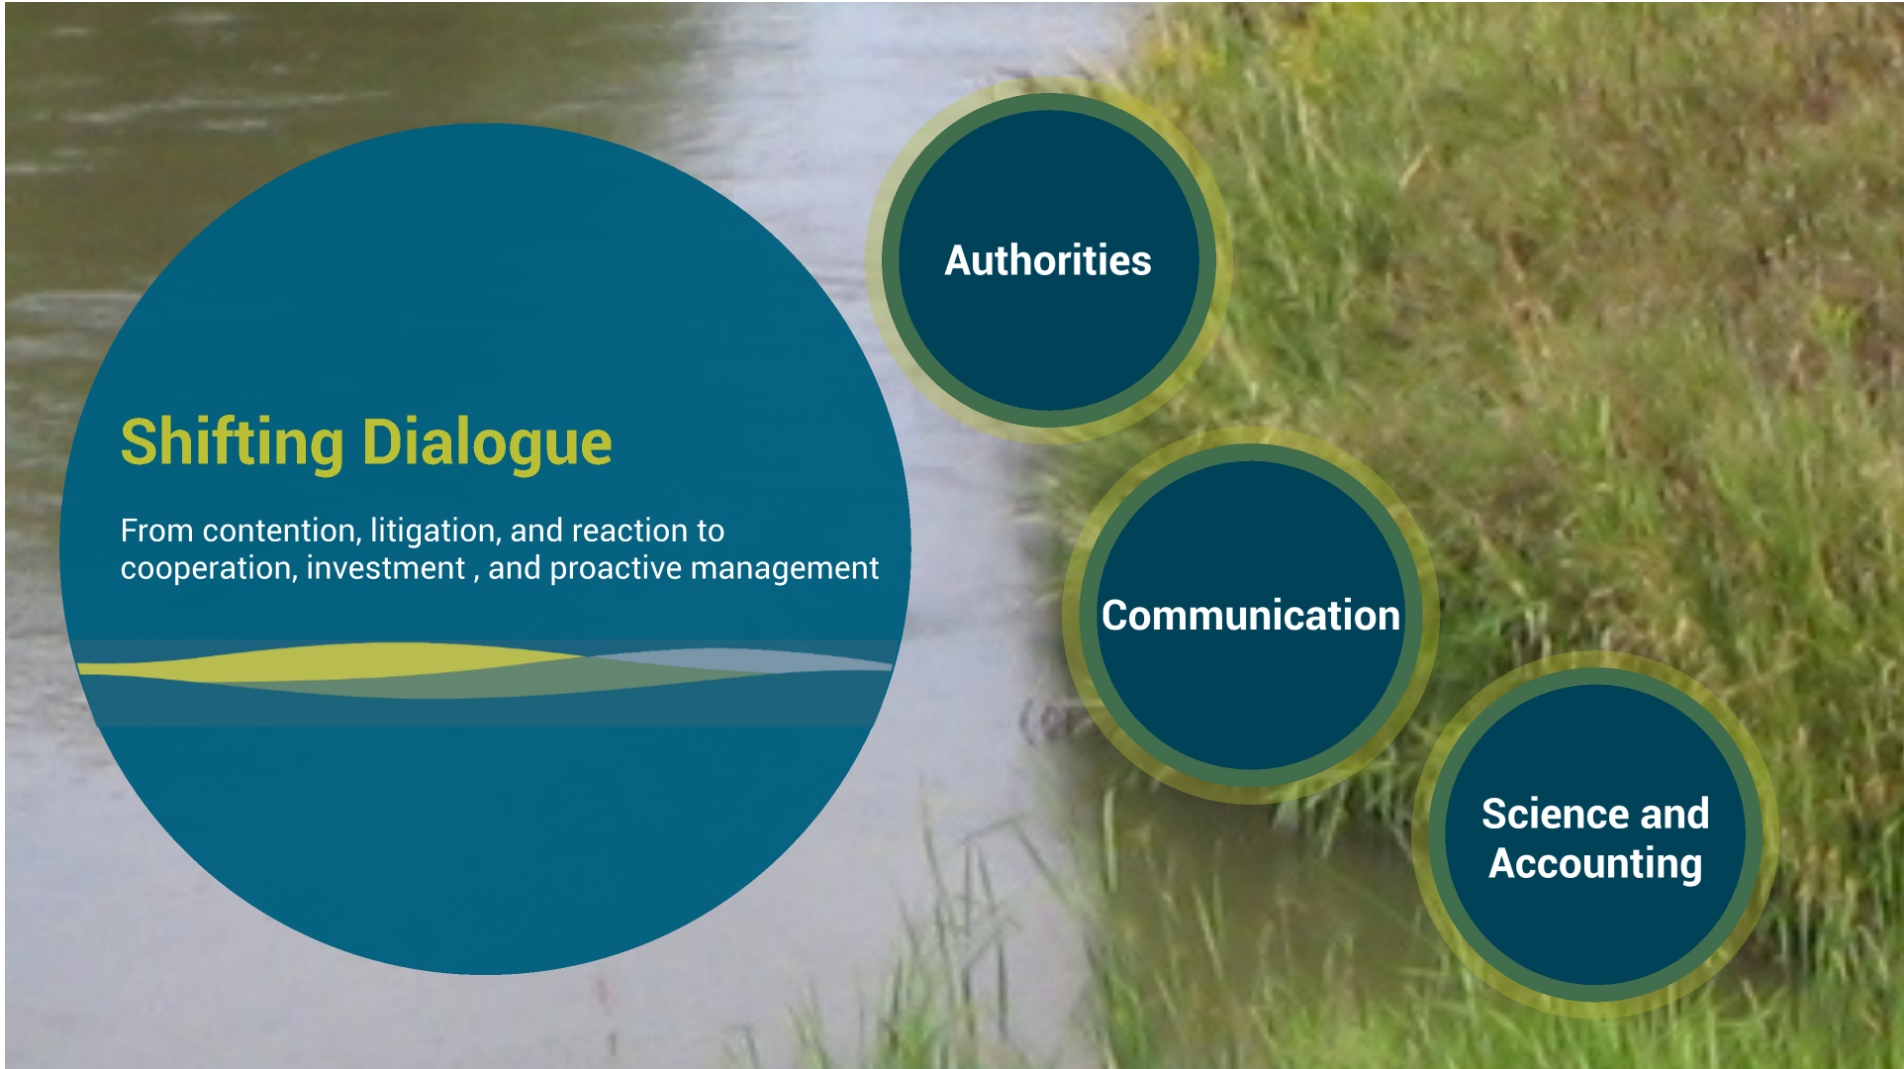 Shifting Dialogue
From contention, litigation, and reaction to
cooperation, investment , and proactive management
Authorities
Communication
Science and
Accounting